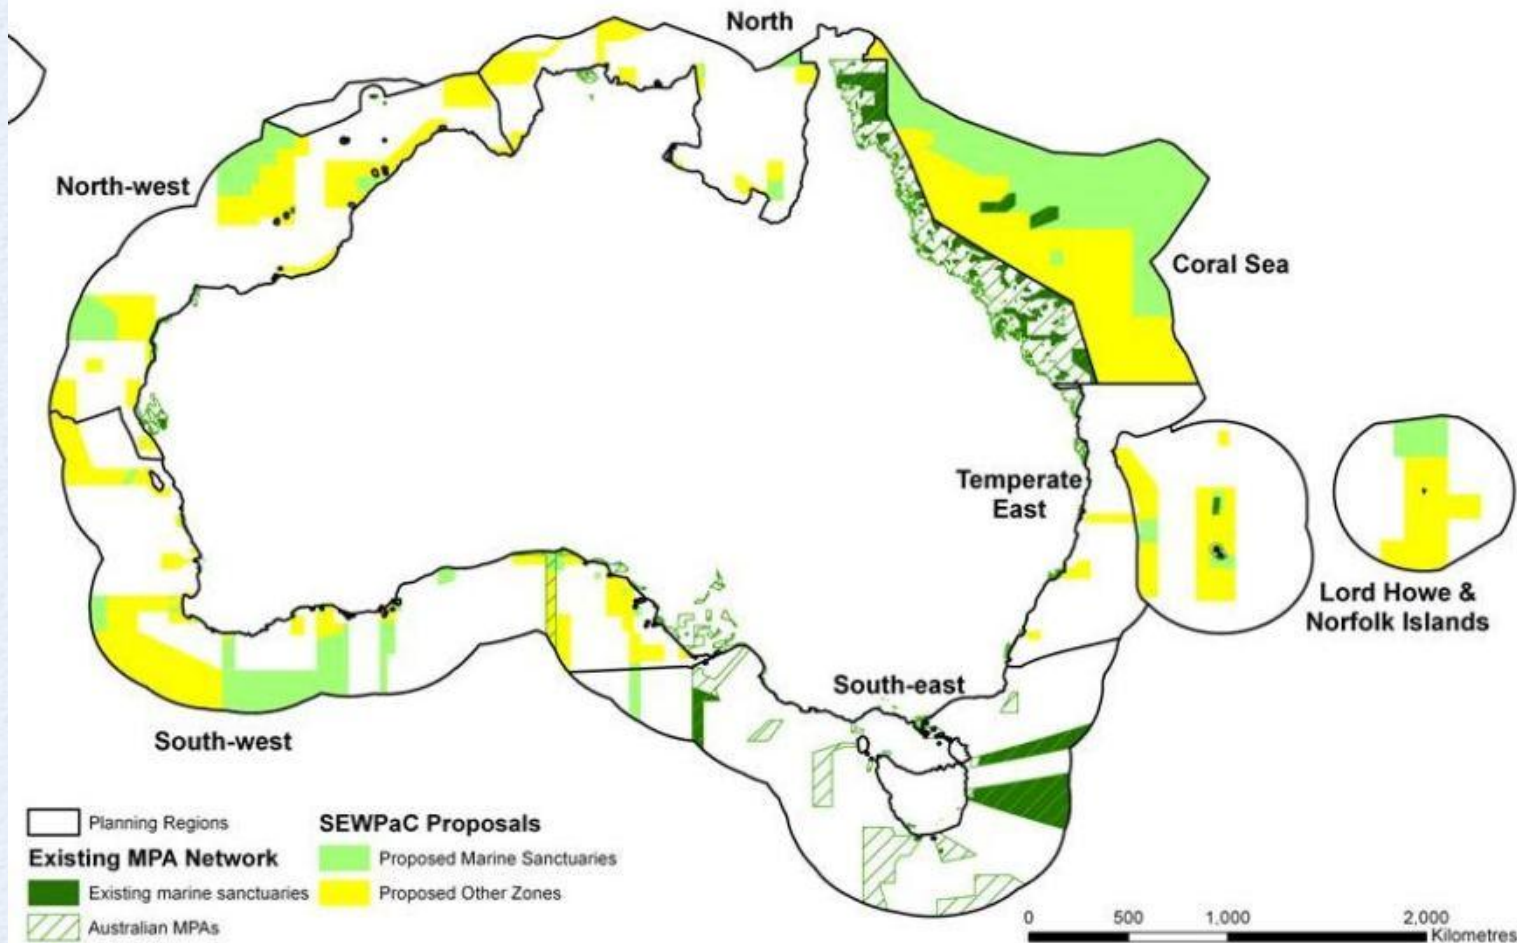 North
North-west
Coral Sea
Temperate
East
Lord Howe &
Norfolk Islands
South-east
South-west
Planning Regions
Existing MPA Network
Existing marine sanctuaries
Australian MPAs
SEWPaC Proposals
Proposed Marine Sanctuaries
Proposed Other Zones
0 500 1,000 2,000
Kilometres